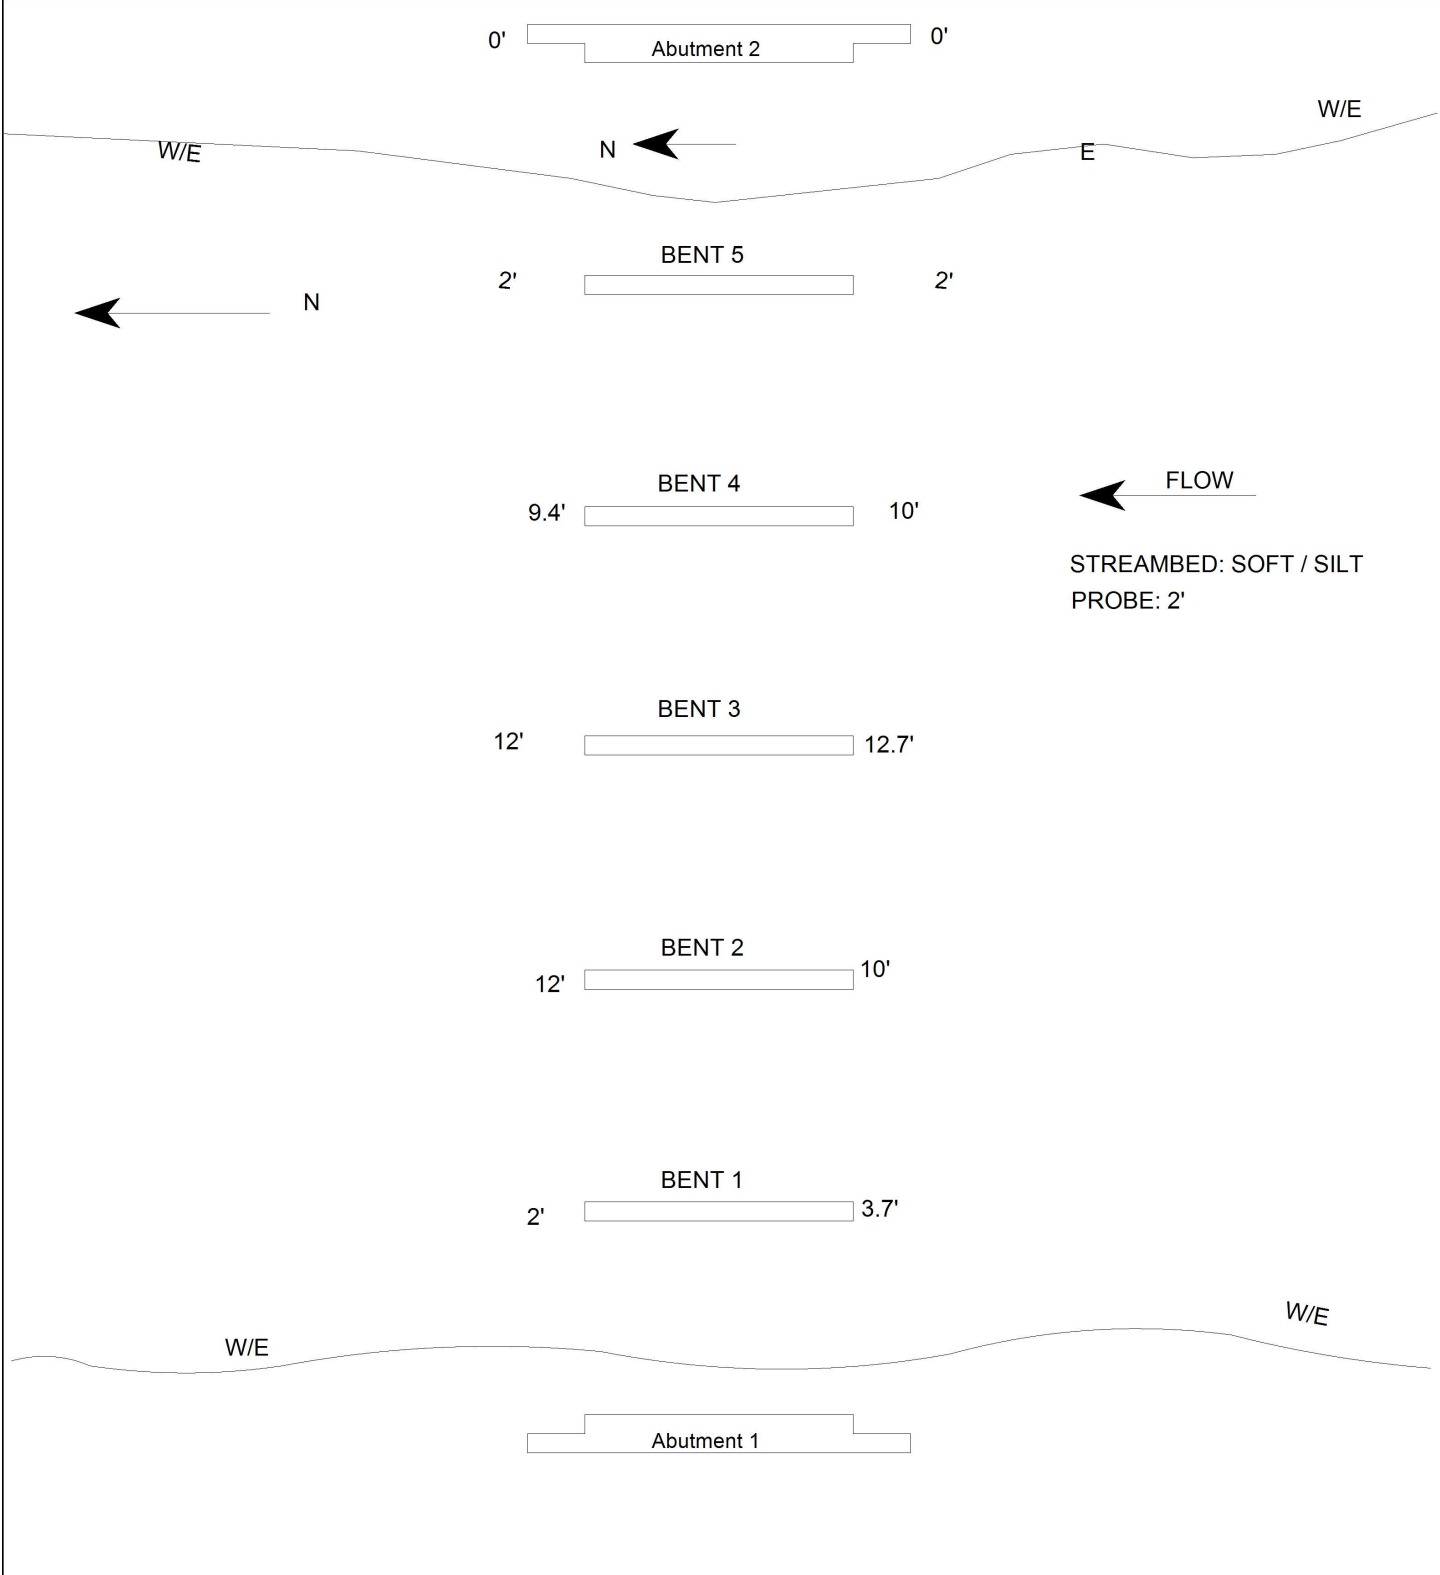 0'
Abutment 2
0'
W/E
W/E
N
E
BENT 5
2'
2'
N
BENT 4
FLOW
9.4'
10'
STREAMBED: SOFT / SILT
PROBE: 2'
BENT 3
12'
12.7'
BENT 2
12'
10'
BENT 1
2'
3.7'
W/E
W/E
Abutment 1